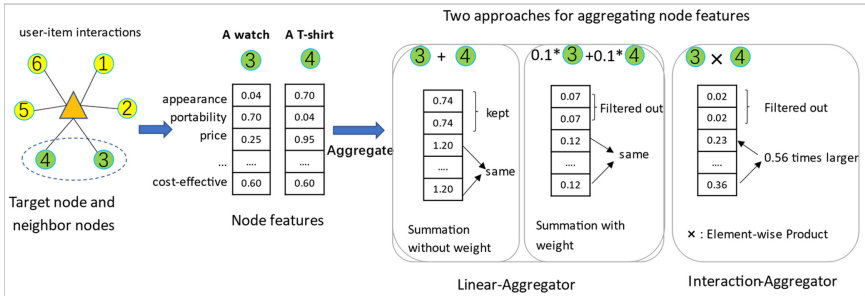 Two approaches for aggregating node features
user-item interactions
6
1
5
2
4
3
Target node and
neighbor nodes
A watch
A T-shirt
3
4
appearance
portability
price
...
cost-effective
0.04
0.70
0.25
....
0.60
0.70
0.04
0.95
....
0.60
Node features
Aggregate
3 + 4
0.74
0.74
1.20
....
1.20
kept
same
Summation
without weight
0.1* 3 +0.1* 4
0.07
0.07
0.12
....
0.12
Filtered out
same
Summation with
weight
Linear-Aggregator
3 × 4
0.02
0.02
0.23
....
0.36
Filtered out
0.56 times larger
× : Element-wise Product
Interaction-Aggregator